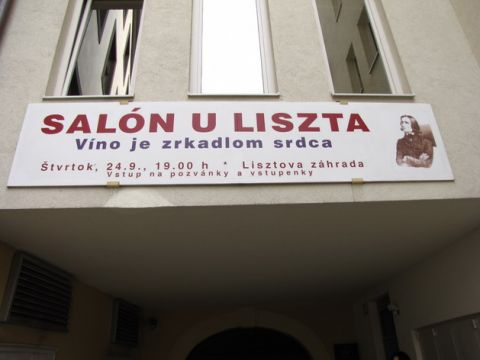 SALÓN U LISZTA
Víno je zrkadlom srdca
Štvrtok, 24.9., 19.00 h * Lisztova záhrada
Vstup na pozvánky a vstupenky